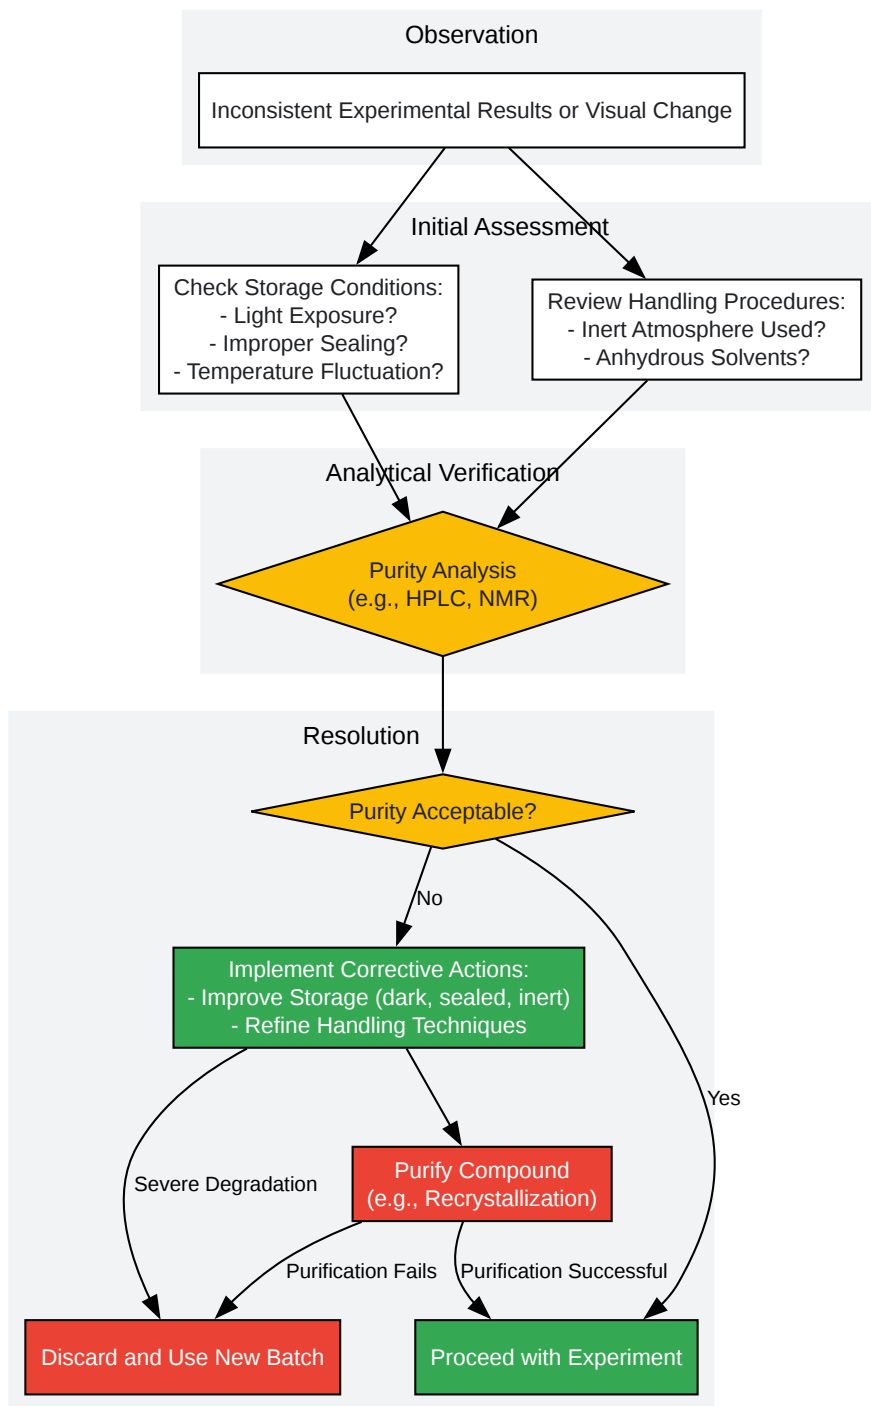 Observation
Inconsistent Experimental Results or Visual Change
Initial Assessment
Check Storage Conditions:
- Light Exposure?
- Improper Sealing?
- Temperature Fluctuation?
Review Handling Procedures:
- Inert Atmosphere Used?
- Anhydrous Solvents?
Analytical Verification
Purity Analysis
(e.g., HPLC, NMR)
Resolution
Purity Acceptable?
No
Implement Corrective Actions:
- Improve Storage (dark, sealed, inert)
- Refine Handling Techniques
Yes
Purify Compound
(e.g., Recrystallization)
Severe Degradation
Purification Fails
Purification Successful
Discard and Use New Batch
Proceed with Experiment